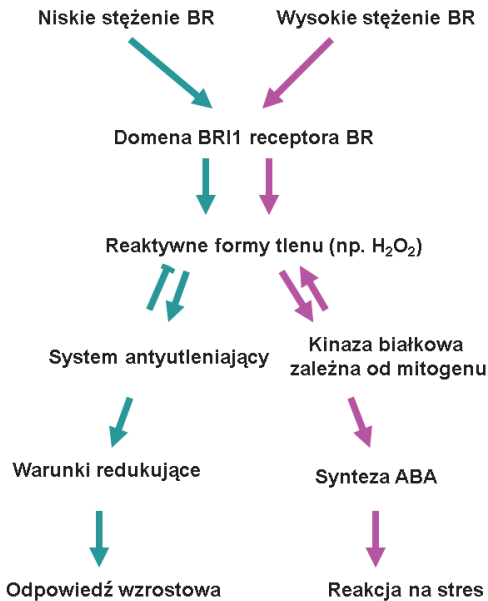 Niskie stężenie BR
Wysokie stężenie BR
Domena BRI1 receptora BR
Reaktywne formy tlenu (np. H₂O₂)
System antyutleniający
Kinaza białkowa
zależna od mitogenu
Warunki redukujące
Synteza ABA
Odpowiedź wzrostowa
Reakcja na stres